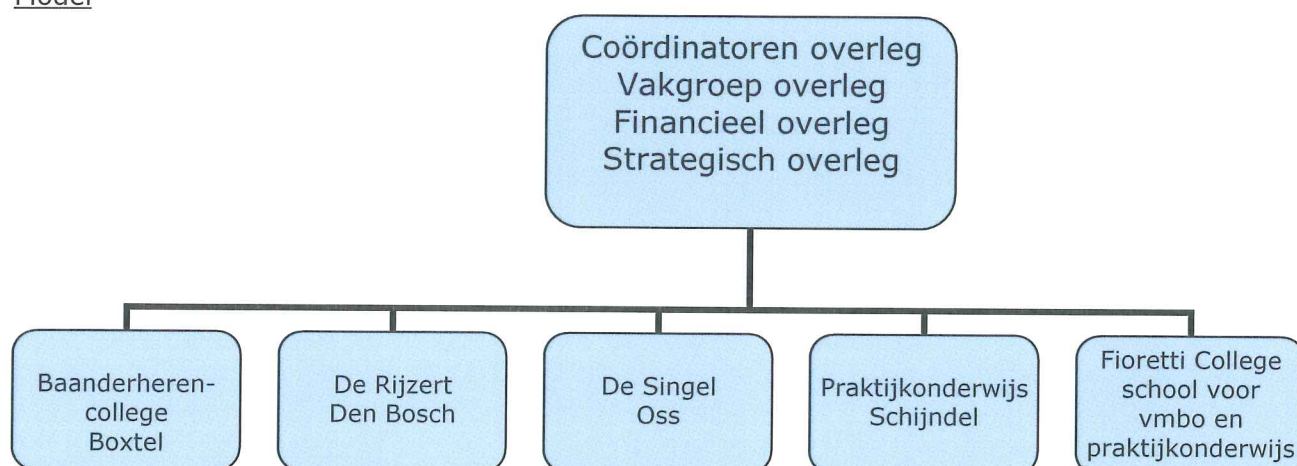 Model
Coördinatoren overleg
Vakgroep overleg
Financieel overleg
Strategisch overleg
Baanderheren-
college
Boxtel
De Rijzert
Den Bosch
De Singel
Oss
Praktijkonderwijs
Schijndel
Fioretti College
school voor
vmbo en
praktijkonderwijs